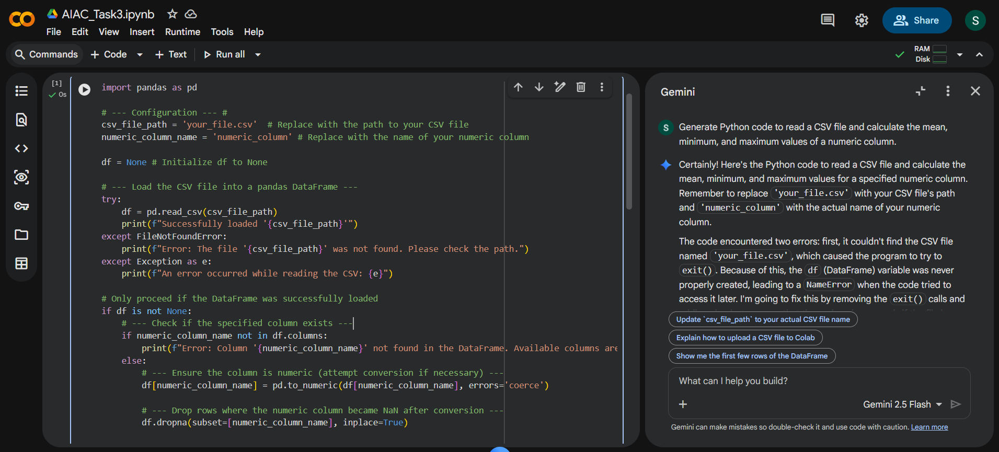 AIAC_Task3.ipynb
File Edit View Insert Runtime Tools Help
Share
S
Commands + Code + Text Run all
RAM
Disk
[1]
0s
import pandas as pd
# --- Configuration --- #
csv_file_path = 'your_file.csv'  # Replace with the path to your CSV file
numeric_column_name = 'numeric_column' # Replace with the name of your numeric column
df = None # Initialize df to None
# --- Load the CSV file into a pandas DataFrame ---
try:
    df = pd.read_csv(csv_file_path)
    print(f"Successfully loaded '{csv_file_path}'")
except FileNotFoundError:
    print(f"Error: The file '{csv_file_path}' was not found. Please check the path.")
except Exception as e:
    print(f"An error occurred while reading the CSV: {e}")
# Only proceed if the DataFrame was successfully loaded
if df is not None:
    # --- Check if the specified column exists ---
    if numeric_column_name not in df.columns:
        print(f"Error: Column '{numeric_column_name}' not found in the DataFrame. Available columns are
    else:
        # --- Ensure the column is numeric (attempt conversion if necessary) ---
        df[numeric_column_name] = pd.to_numeric(df[numeric_column_name], errors='coerce')
        # --- Drop rows where the numeric column became NaN after conversion ---
        df.dropna(subset=[numeric_column_name], inplace=True)
Gemini
S
Generate Python code to read a CSV file and calculate the mean,
minimum, and maximum values of a numeric column.
Certainly! Here's the Python code to read a CSV file and calculate the
mean, minimum, and maximum values for a specified numeric column.
Remember to replace 'your_file.csv' with your CSV file's path
and 'numeric_column' with the actual name of your numeric
column.
The code encountered two errors: first, it couldn't find the CSV file
named 'your_file.csv', which caused the program to try to
exit(). Because of this, the df (DataFrame) variable was never
properly created, leading to a NameError when the code tried to
access it later. I'm going to fix this by removing the exit() calls and
Update `csv_file_path` to your actual CSV file name
Explain how to upload a CSV file to Colab
Show me the first few rows of the DataFrame
What can I help you build?
+ Gemini 2.5 Flash
Gemini can make mistakes so double-check it and use code with caution. Learn more